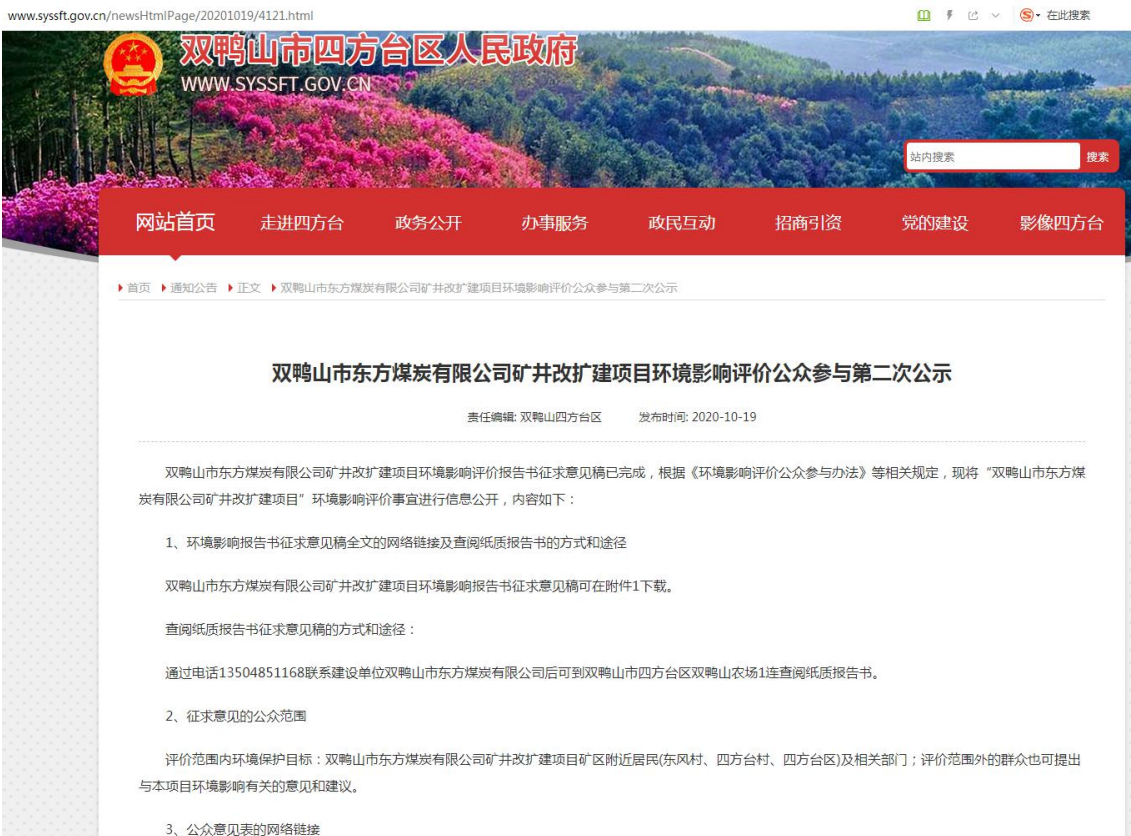 www.syssft.gov.cn/newsHtmlPage/20201019/4121.html
在此搜索
双鸭山市四方台区人民政府
WWW.SYSSFT.GOV.CN
站内搜索
搜索
网站首页 走进四方台 政务公开 办事服务 政民互动 招商引资 党的建设 影像四方台
首页 通知公告 正文 双鸭山市东方煤炭有限公司矿井改扩建项目环境影响评价公众参与第二次公示
双鸭山市东方煤炭有限公司矿井改扩建项目环境影响评价公众参与第二次公示
责任编辑: 双鸭山四方台区 发布时间: 2020-10-19
双鸭山市东方煤炭有限公司矿井改扩建项目环境影响评价报告书征求意见稿已完成，根据《环境影响评价公众参与办法》等相关规定，现将“双鸭山市东方煤
炭有限公司矿井改扩建项目”环境影响评价事宜进行信息公开，内容如下：
1、环境影响报告书征求意见稿全文的网络链接及查阅纸质报告书的方式和途径
双鸭山市东方煤炭有限公司矿井改扩建项目环境影响报告书征求意见稿可在附件1下载。
查阅纸质报告书征求意见稿的方式和途径：
通过电话13504851168联系建设单位双鸭山市东方煤炭有限公司后可到双鸭山市四方台区双鸭山农场1连查阅纸质报告书。
2、征求意见的公众范围
评价范围内环境保护目标：双鸭山市东方煤炭有限公司矿井改扩建项目矿区附近居民(东风村、四方台村、四方台区)及相关部门；评价范围外的群众也可提出
与本项目环境影响有关的意见和建议。
3、公众意见表的网络链接